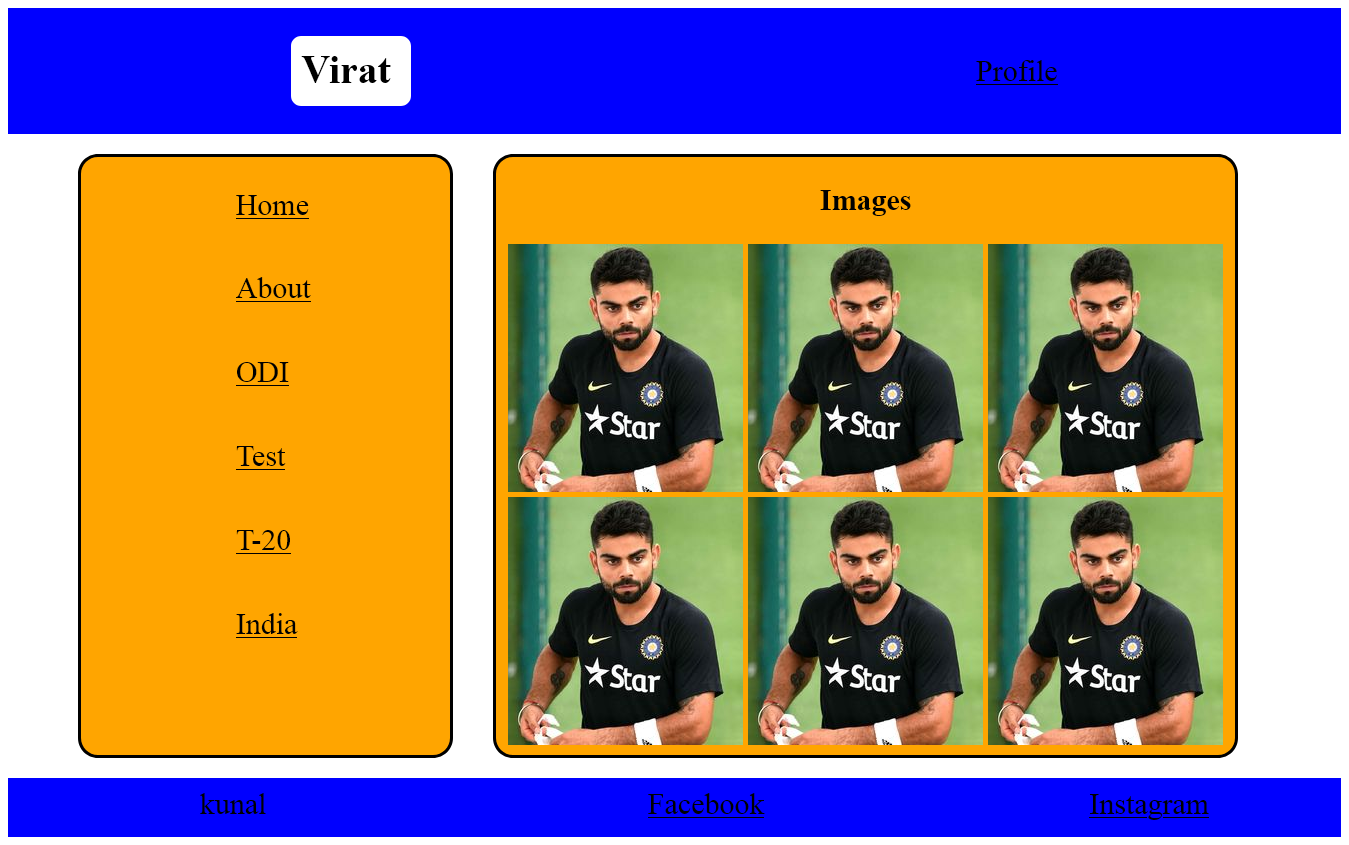 Virat
Profile
Home
About
ODI
Test
T-20
India
Images
Star
Star
Star
Star
Star
Star
kunal
Facebook
Instagram